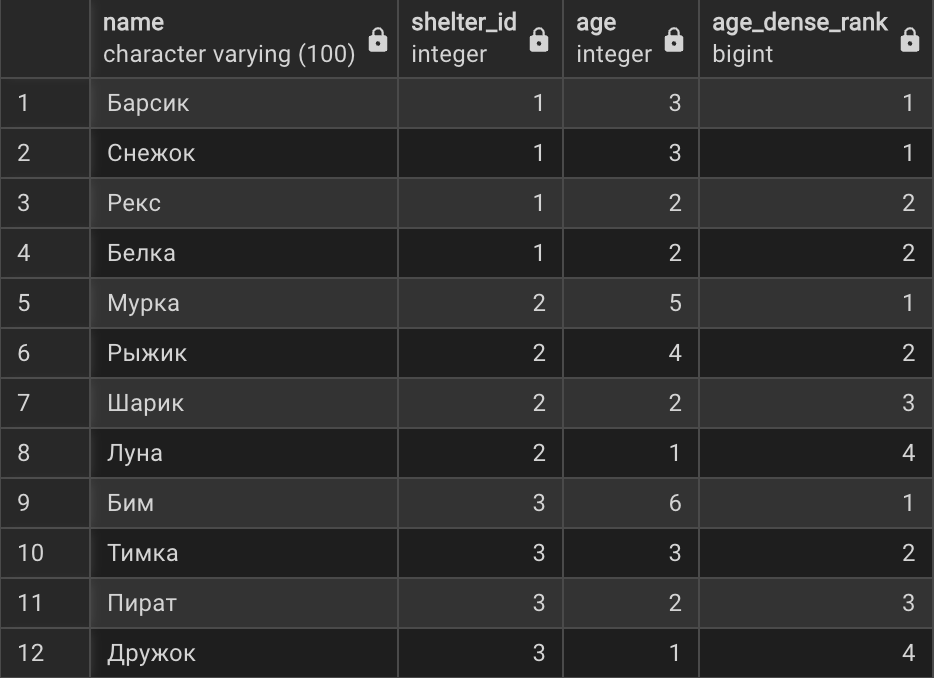 name shelter_id age age_dense_rank
character varying (100) integer integer bigint
1 Барсик 1 3 1
2 Снежок 1 3 1
3 Рекс 1 2 2
4 Белка 1 2 2
5 Мурка 2 5 1
6 Рыжик 2 4 2
7 Шарик 2 2 3
8 Луна 2 1 4
9 Бим 3 6 1
10 Тимка 3 3 2
11 Пират 3 2 3
12 Дружок 3 1 4